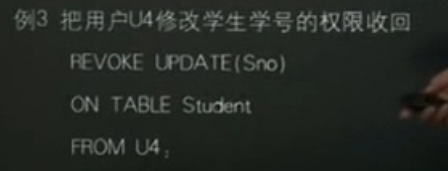 例3 把用户U4修改学生学号的权限收回
REVOKE UPDATE(Sno)
ON TABLE Student
FROM U4;